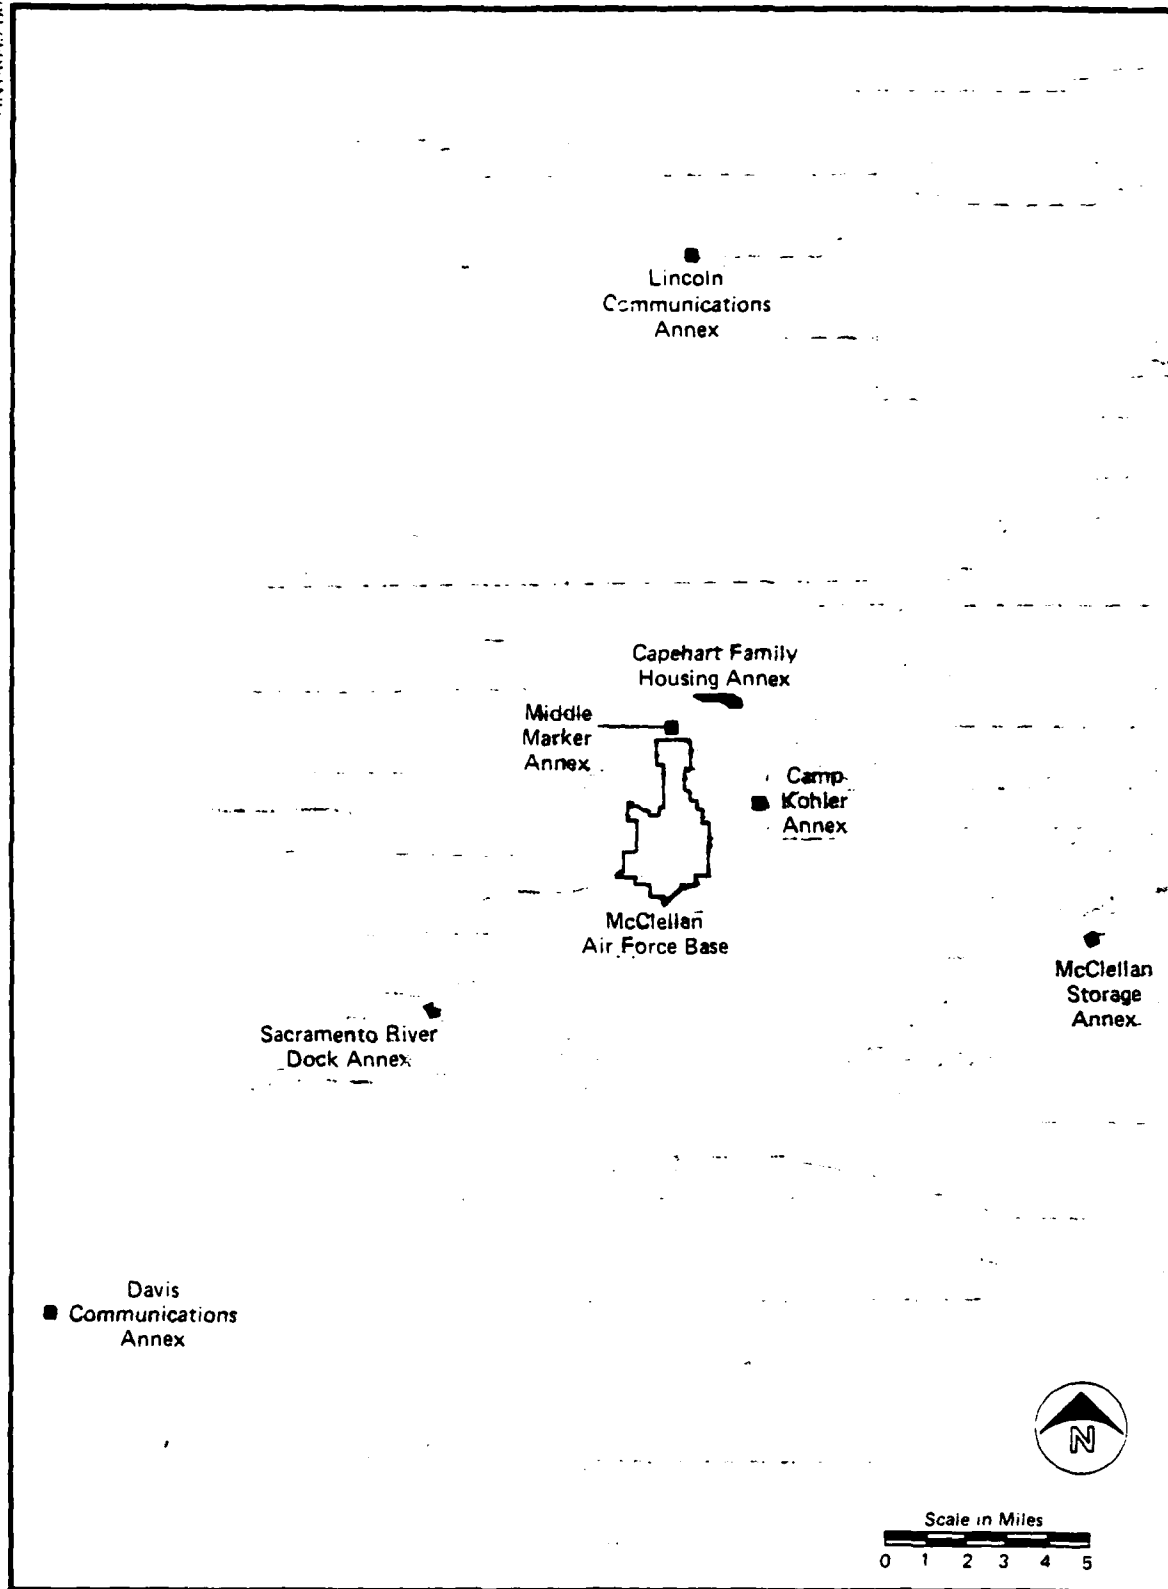 Lincoln
Communications
Annex
Capehart Family
Housing Annex
Middle
Marker
Annex
Camp
Kohler
Annex
McClellan
Air Force Base
McClellan
Storage
Annex
Sacramento River
Dock Annex
Davis
Communications
Annex
N
Scale in Miles
0 1 2 3 4 5